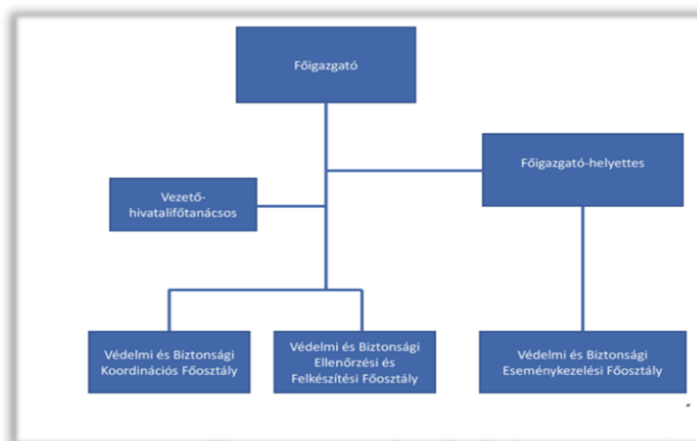 Főigazgató
Főigazgató-helyettes
Vezető-
hivatalifőtanácsos
Védelmi és Biztonsági
Koordinációs Főosztály
Védelmi és Biztonsági
Ellenőrzési és
Felkészítési Főosztály
Védelmi és Biztonsági
Eseménykezelési Főosztály